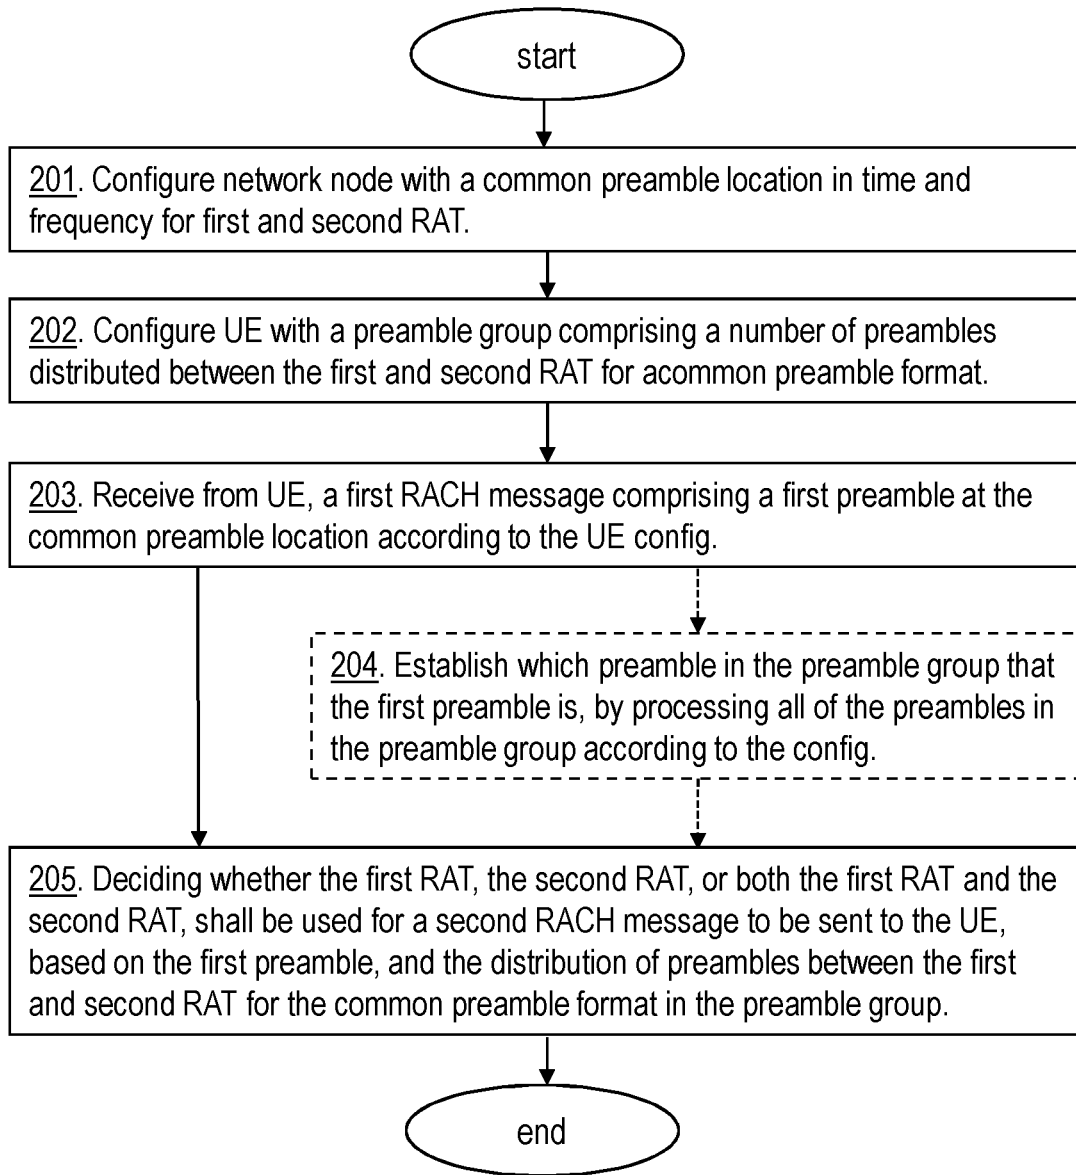 start
201. Configure network node with a common preamble location in time and
frequency for first and second RAT.
202. Configure UE with a preamble group comprising a number of preambles
distributed between the first and second RAT for acommon preamble format.
203. Receive from UE, a first RACH message comprising a first preamble at the
common preamble location according to the UE config.
204. Establish which preamble in the preamble group that
the first preamble is, by processing all of the preambles in
the preamble group according to the config.
205. Deciding whether the first RAT, the second RAT, or both the first RAT and the
second RAT, shall be used for a second RACH message to be sent to the UE,
based on the first preamble, and the distribution of preambles between the first
and second RAT for the common preamble format in the preamble group.
end